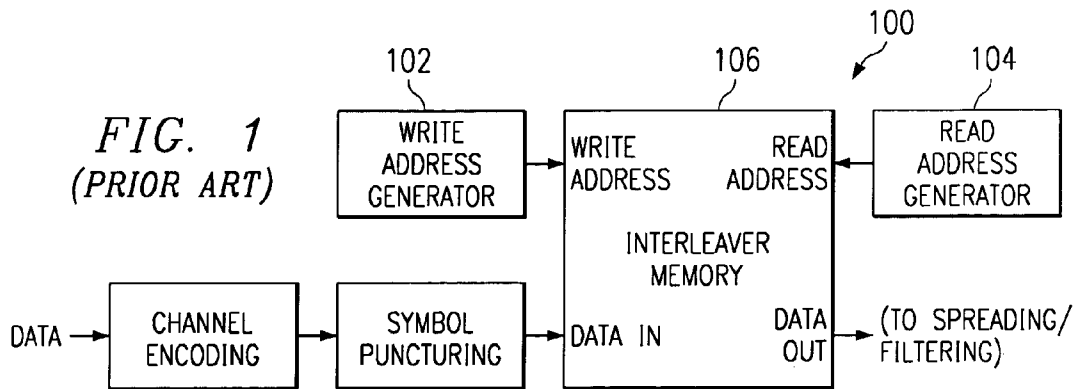 100
102
106
104
FIG. 1
(PRIOR ART)
WRITE
ADDRESS
GENERATOR
WRITE
ADDRESS
READ
ADDRESS
READ
ADDRESS
GENERATOR
INTERLEAVER
MEMORY
DATA
CHANNEL
ENCODING
SYMBOL
PUNCTURING
DATA IN
DATA
OUT
(TO SPREADING/
FILTERING)